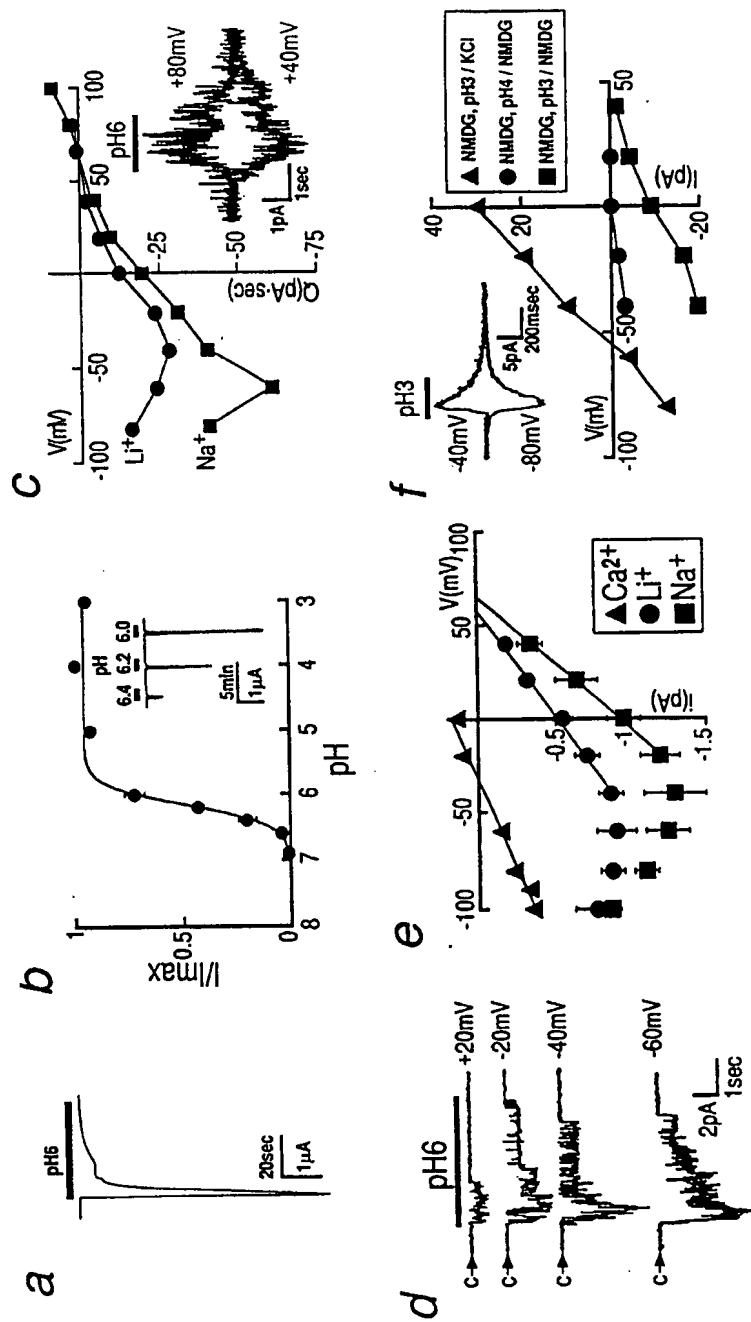 a
pH6
20sec
1μA
b
I/Imax
1
0.5
0
8
7
6
5
4
3
pH
pH
6.4
6.2
6.0
5min
1μA
c
V(mV)
-100
-50
50
100
Li+
Na+
-25
-50
-75
Q(pA·sec)
pH6
+80mV
+40mV
1pA
1sec
d
pH6
c
+20mV
c
-20mV
c
-40mV
c
-60mV
2pA
1sec
e
V(mV)
-100
-50
50
100
-0.5
-1
-1.5
i(pA)
Ca2+
Li+
Na+
f
pH3
-40mV
-80mV
5pA
200msec
40
20
-20
I(pA)
V(mV)
-100
-50
50
NMDG, pH3 / KCl
NMDG, pH4 / NMDG
NMDG, pH3 / NMDG